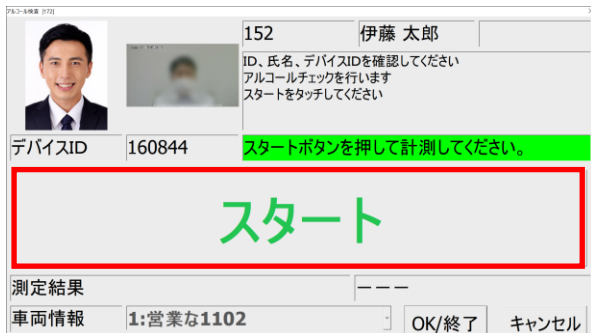 アルコール検査 [172]
152 伊藤 太郎
ID、氏名、デバイスIDを確認してください
アルコールチェックを行います
スタートをタッチしてください
デバイスID 160844 スタートボタンを押して計測してください。
スタート
測定結果 ーーー
車両情報 1:営業な1102 OK/終了 キャンセル